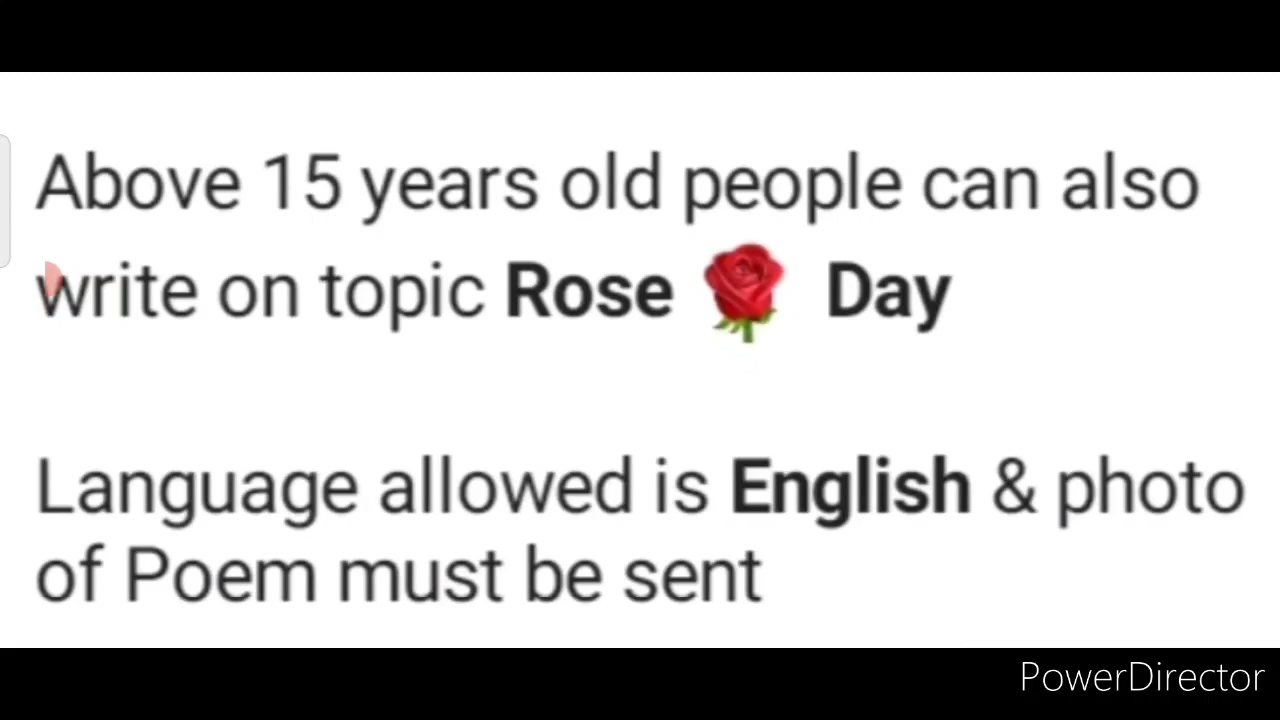 Above 15 years old people can also
write on topic Rose 🌹 Day
Language allowed is English & photo
of Poem must be sent
PowerDirector